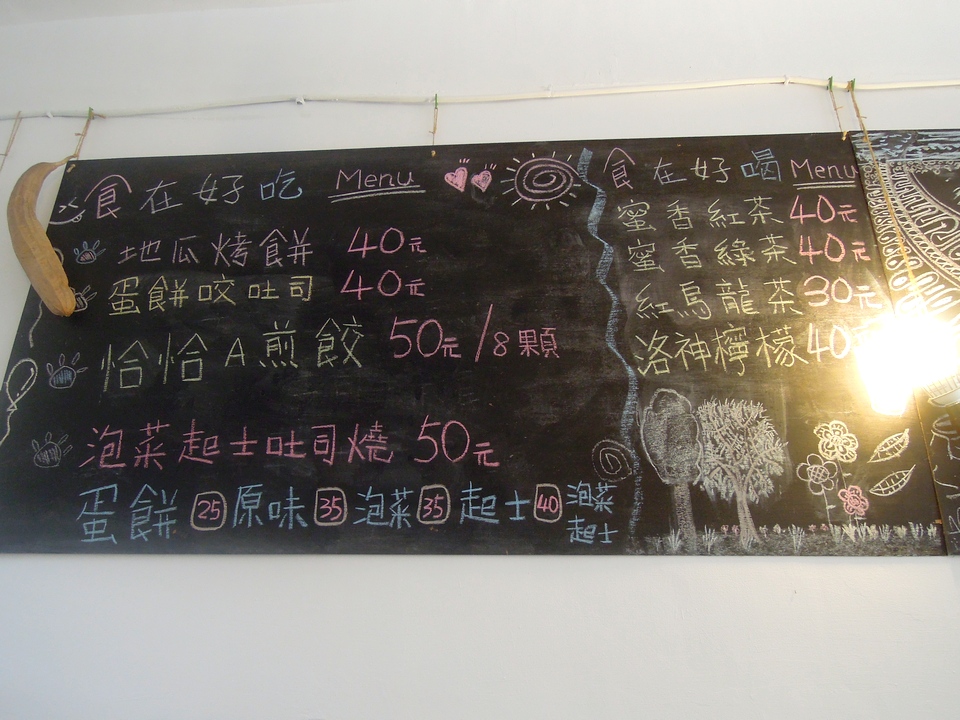 食在好吃 Menu
地瓜烤餅 40元
蛋餅咬吐司 40元
恰恰A煎餃 50元/8顆
泡菜起士吐司燒 50元
蛋餅 25 原味 35 泡菜 35 起士 40 泡菜起士
食在好喝 Menu
蜜香紅茶 40元
蜜香綠茶 40元
紅烏龍茶 30元
洛神檸檬 40